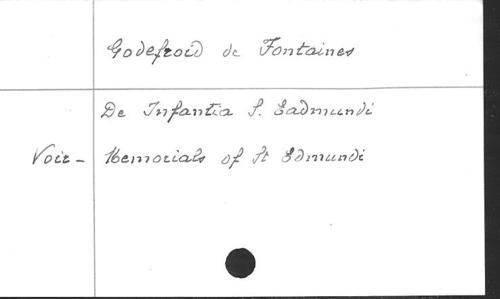 Godefroid de Fontaines
De Infantia S. Eadmundi
Voir - Memorials of St Edmundi